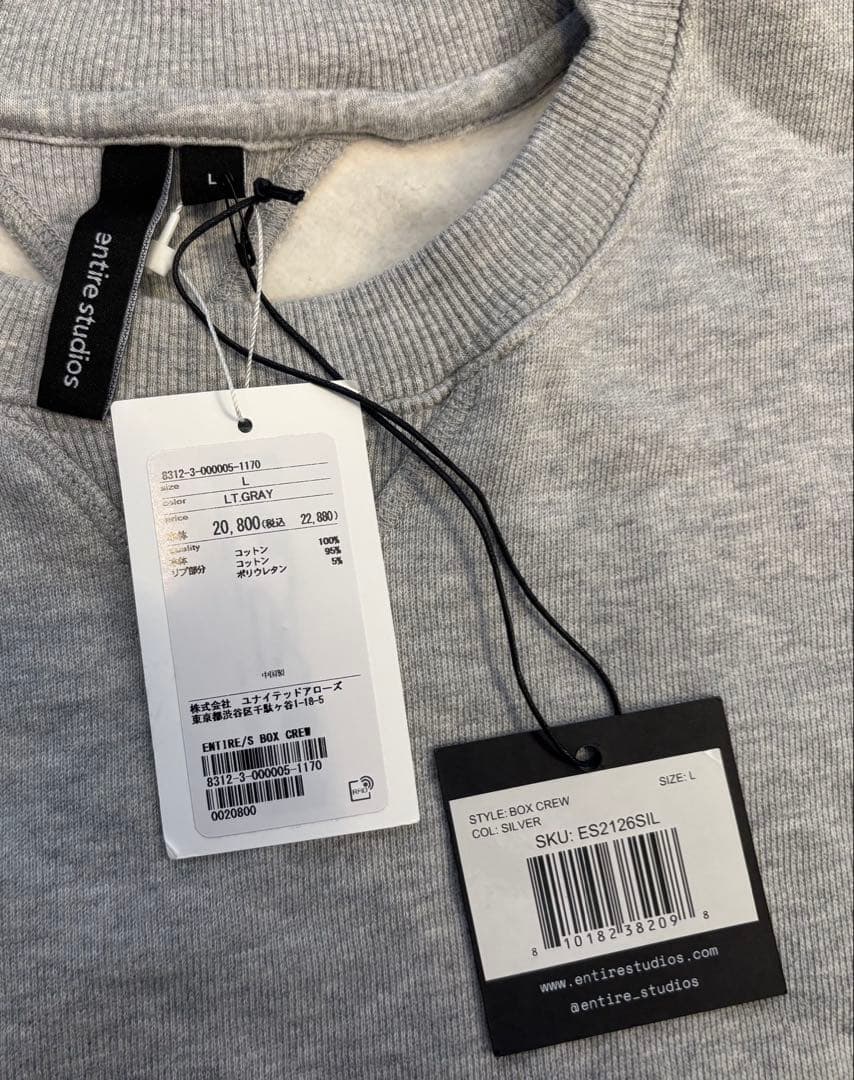 entire studios
L
8312-3-000005-1170
size
L
color
LT.GRAY
price
本体 20,800(税込 22,880)
quality 100%
本体 コットン 95%
リブ部分 コットン 5%
ポリウレタン
中国製
株式会社 ユナイテッドアローズ
東京都渋谷区千駄ヶ谷1-18-5
ENTIRE/S BOX CREW
8312-3-000005-1170
0020800
RFID
SIZE: L
STYLE: BOX CREW
COL: SILVER
SKU: ES2126SIL
8 10182 38209 8
www.entirestudios.com
@entire_studios